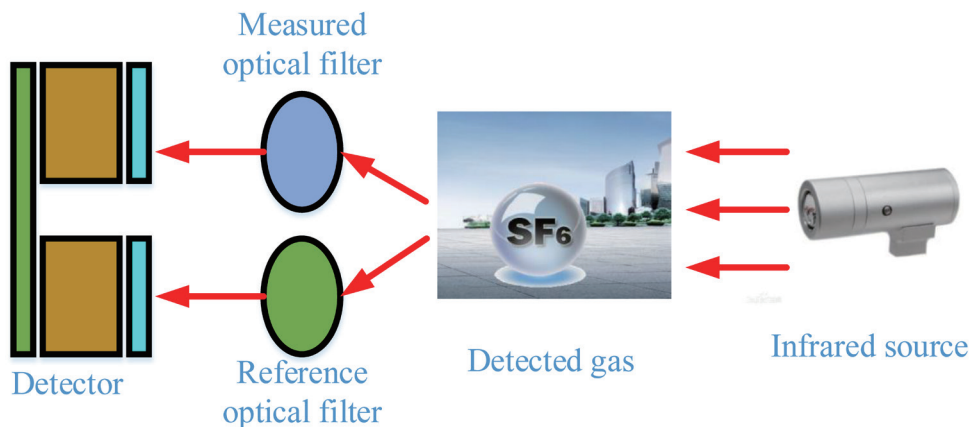 Measured
optical filter
SF6
Detector
Reference
optical filter
Detected gas
Infrared source